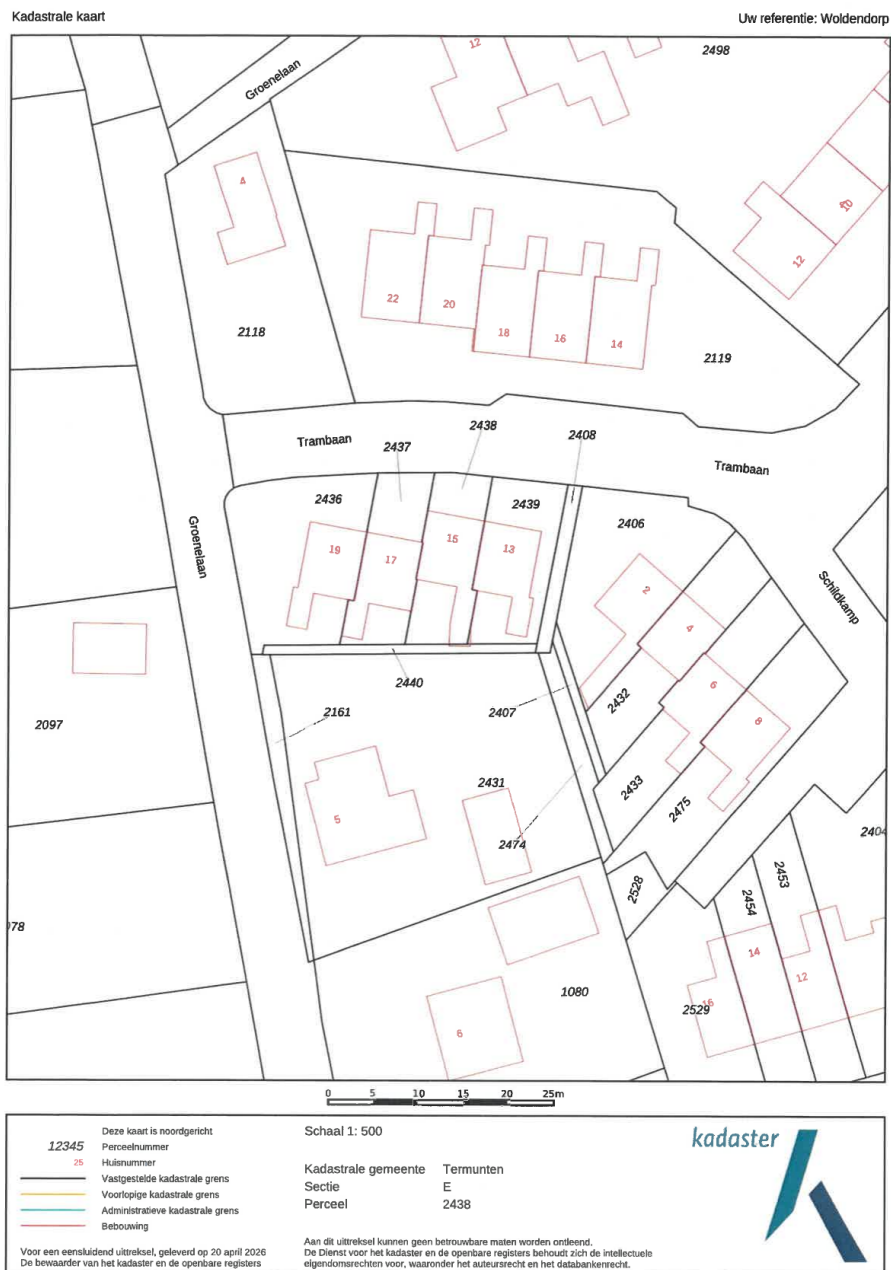 Kadastrale kaart
Uw referentie: Woldendorp
12
2498
Groenelaan
4
10
12
22
20
18
16
14
2118
2119
Trambaan
2437
2438
2408
Trambaan
2436
2439
2406
Groenelaan
19
17
15
13
2
4
6
8
Schildkamp
2440
2407
2432
2161
2097
2431
2433
2475
5
2474
2404
2528
2453
2454
078
14
12
16
1080
2529
6
0 5 10 15 20 25m
Deze kaart is noordgericht
12345 Perceelnummer
25 Huisnummer
Vastgestelde kadastrale grens
Voorlopige kadastrale grens
Administratieve kadastrale grens
Bebouwing
Voor een eensluidend uittreksel, geleverd op 20 april 2026
De bewaarder van het kadaster en de openbare registers
Schaal 1: 500
Kadastrale gemeente Termunten
Sectie E
Perceel 2438
Aan dit uittreksel kunnen geen betrouwbare maten worden ontleend.
De Dienst voor het kadaster en de openbare registers behoudt zich de intellectuele
eigendomsrechten voor, waaronder het auteursrecht en het databankenrecht.
kadaster